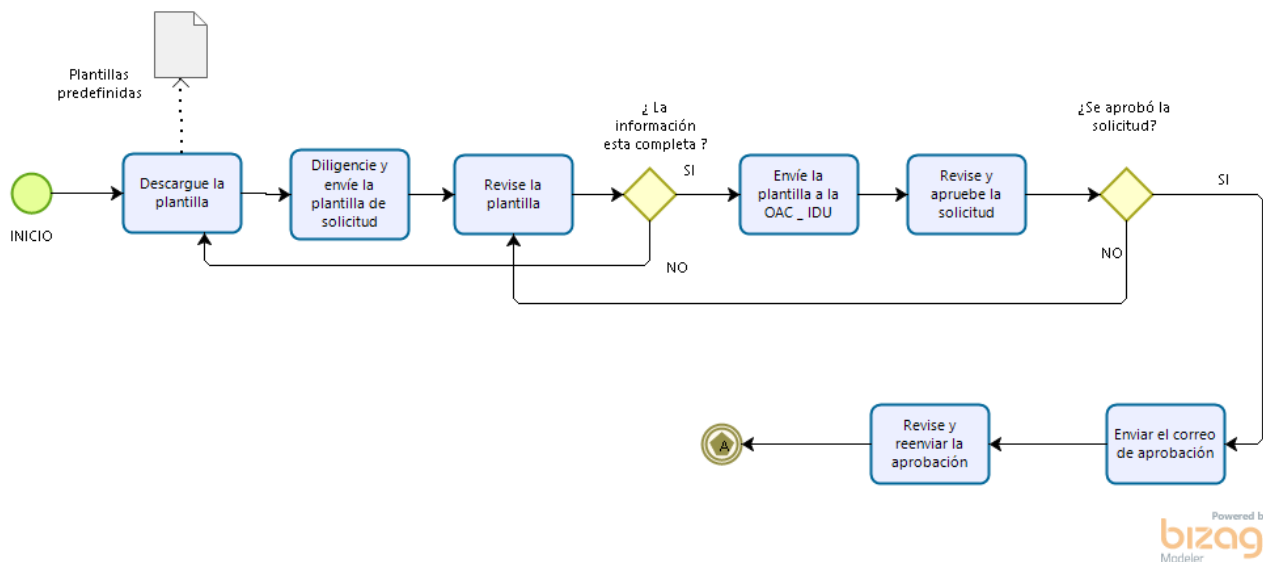 Plantillas
predefinidas
¿ La
información
esta completa ?
¿Se aprobó la
solicitud?
INICIO
Descargue la
plantilla
Diligencie y
envíe la
plantilla de
solicitud
Revise la
plantilla
SI
Envíe la
plantilla a la
OAC _ IDU
Revise y
apruebe la
solicitud
SI
NO
NO
A
Revise y
reenviar la
aprobación
Enviar el correo
de aprobación
Powered b
bizag
Modeler